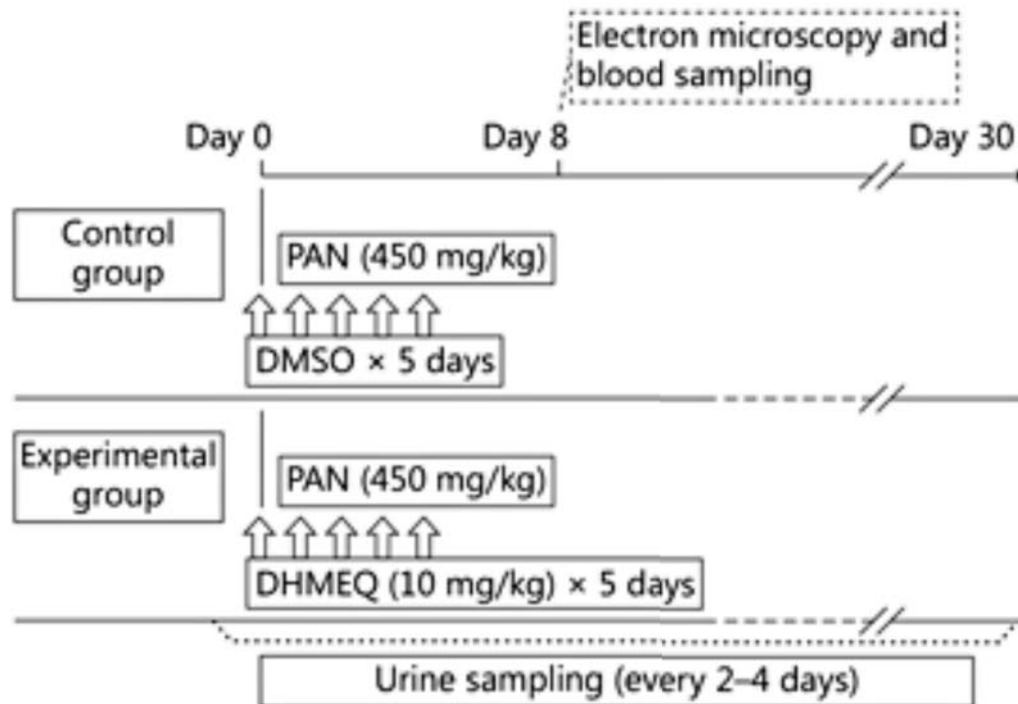 Electron microscopy and
blood sampling
Day 0
Day 8
Day 30
Control
group
PAN (450 mg/kg)
DMSO × 5 days
Experimental
group
PAN (450 mg/kg)
DHMEQ (10 mg/kg) × 5 days
Urine sampling (every 2–4 days)